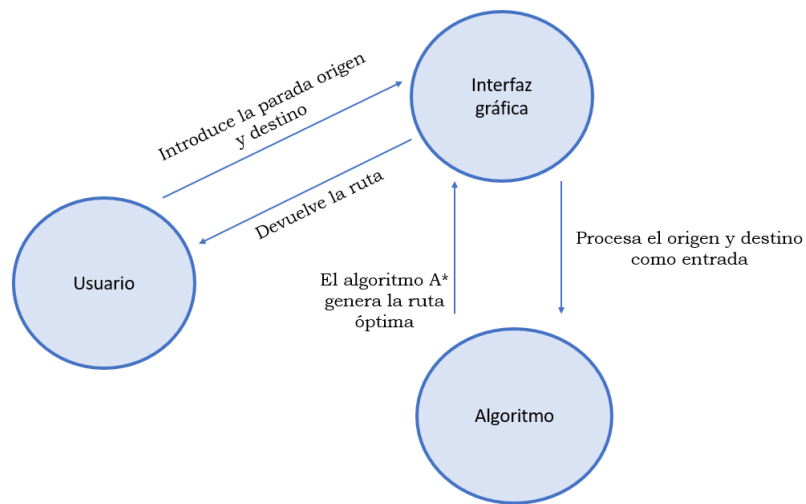 Introduce la parada origen
y destino
Interfaz
gráfica
Devuelve la ruta
Usuario
El algoritmo A*
genera la ruta
óptima
Procesa el origen y destino
como entrada
Algoritmo